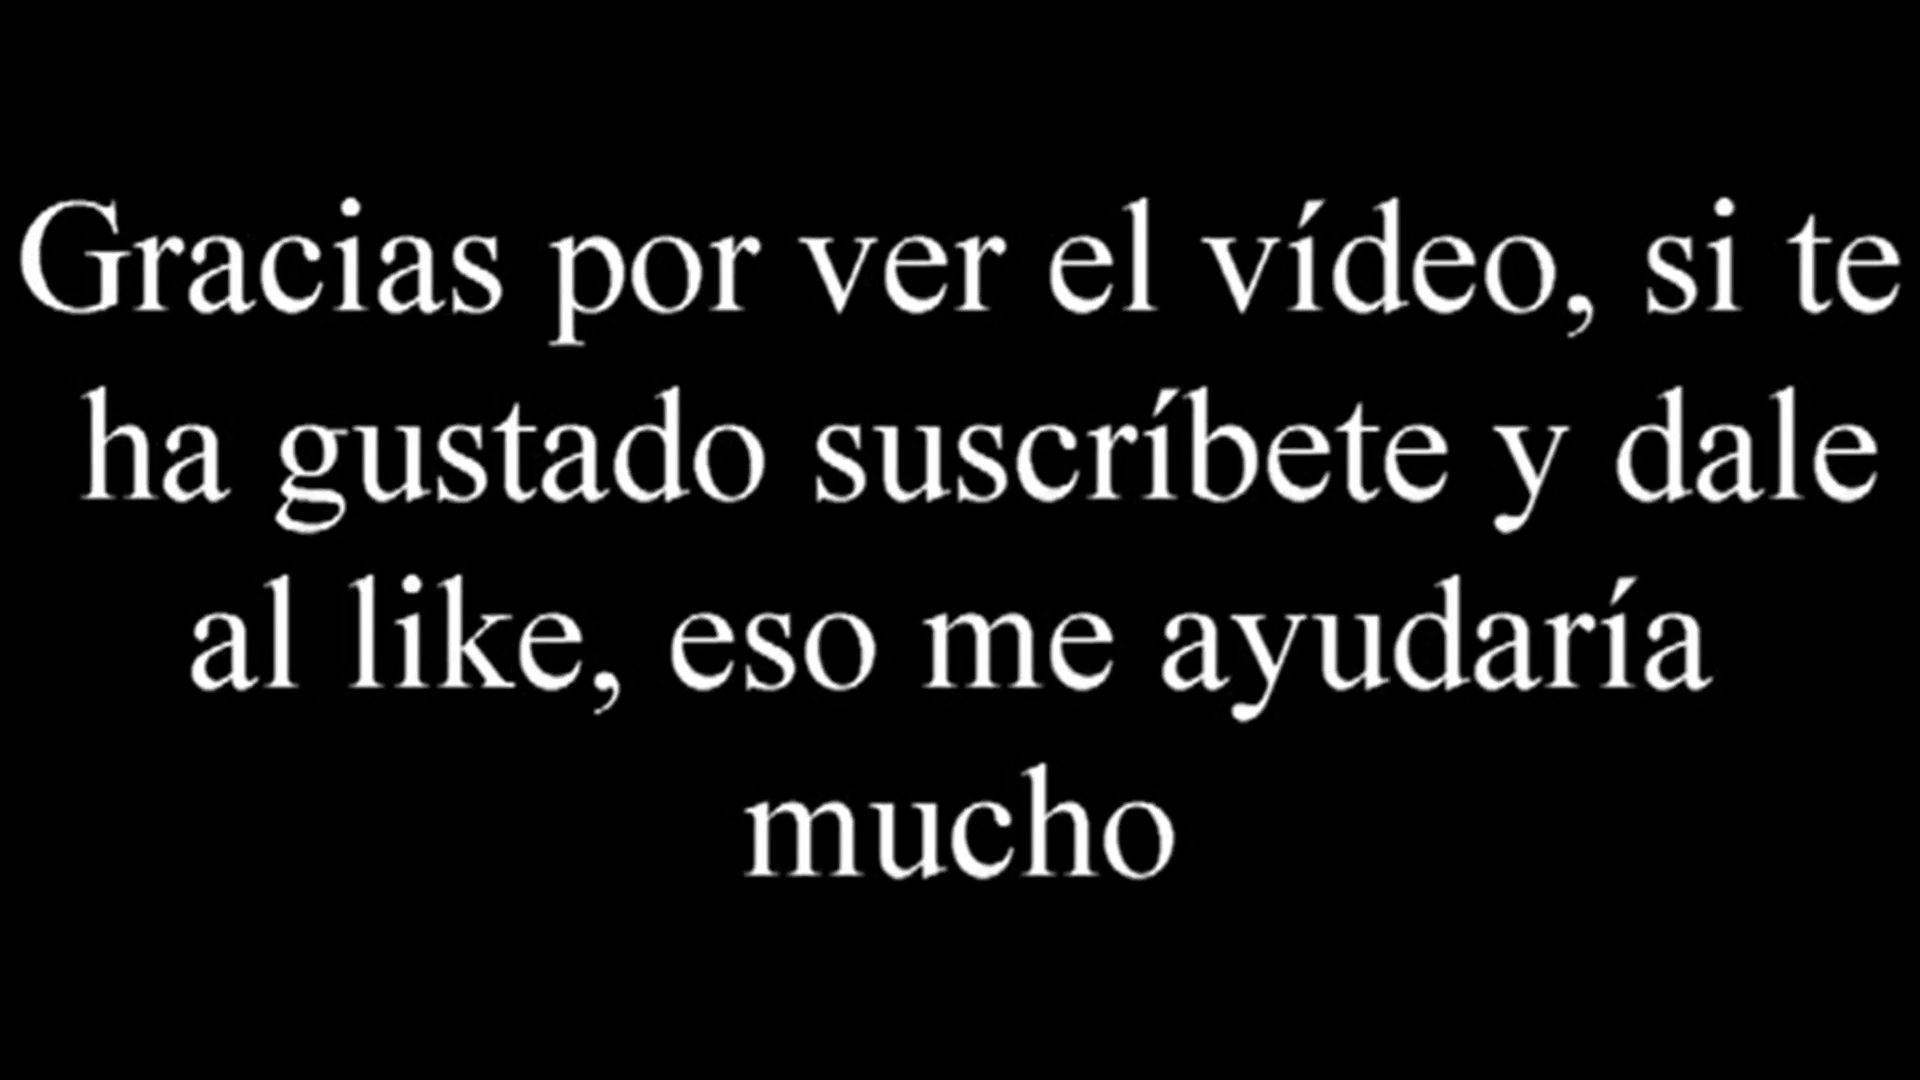 Gracias por ver el vídeo, si te
ha gustado suscríbete y dale
al like, eso me ayudaría
mucho